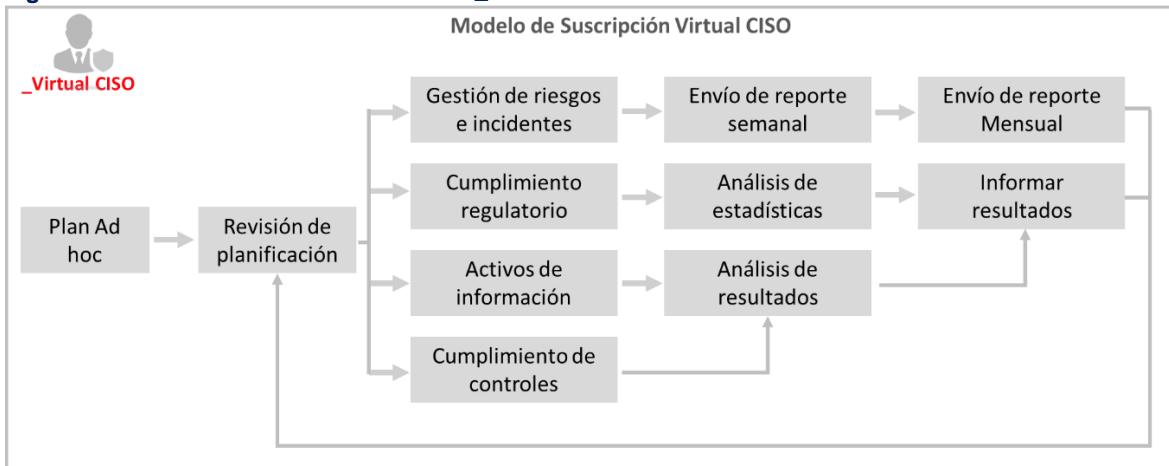 Modelo de Suscripción Virtual CISO
_Virtual CISO
Gestión de riesgos
e incidentes
Envío de reporte
semanal
Envío de reporte
Mensual
Cumplimiento
regulatorio
Análisis de
estadísticas
Informar
resultados
Plan Ad
hoc
Revisión de
planificación
Activos de
información
Análisis de
resultados
Cumplimiento de
controles